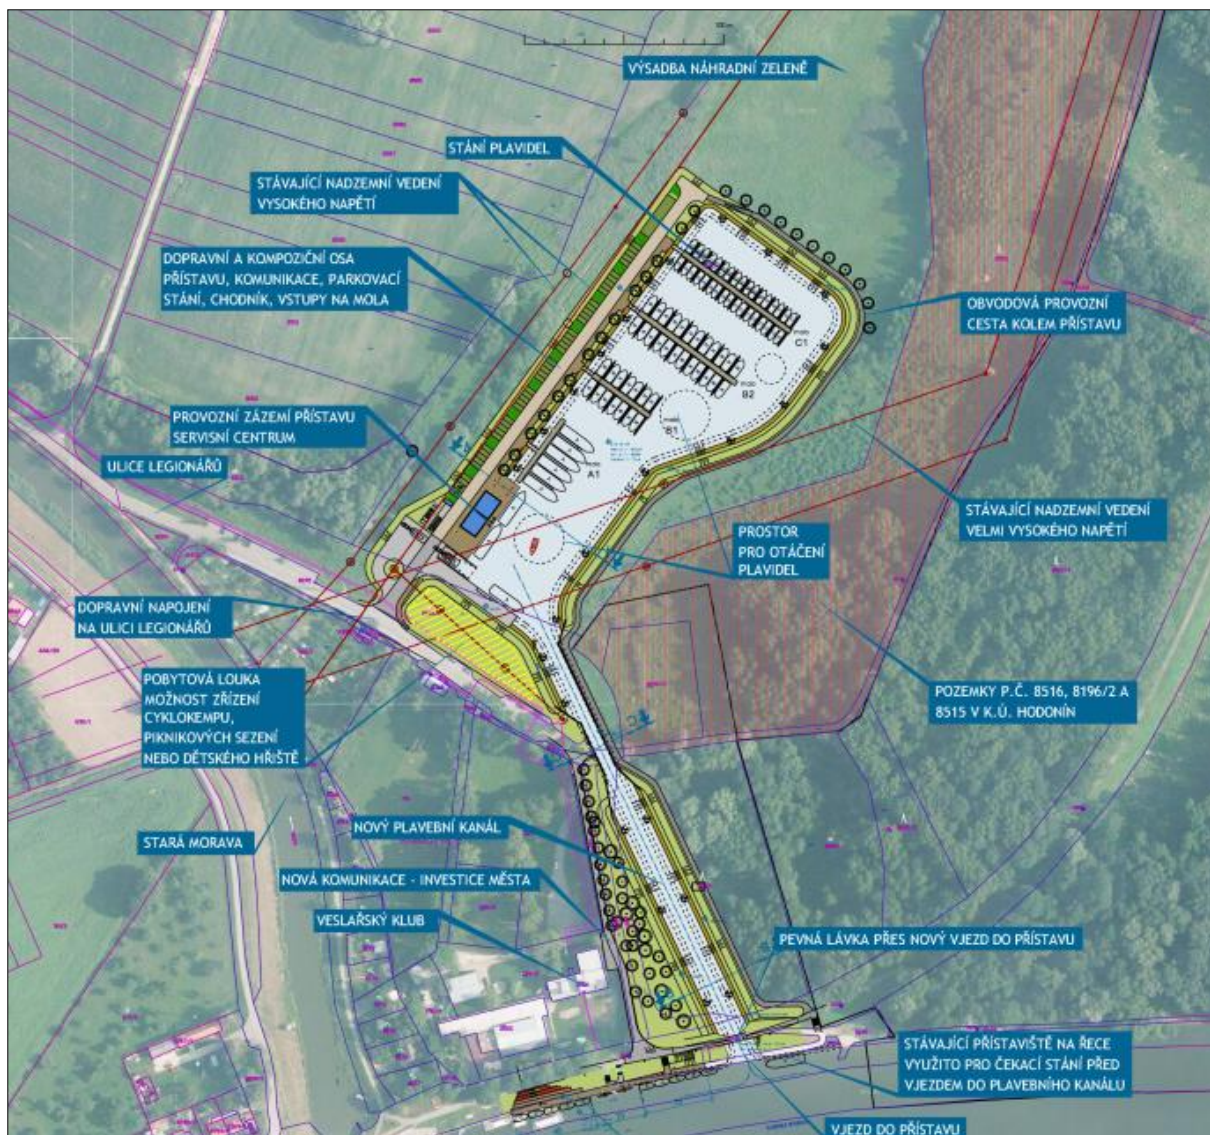 VÝSADBA NÁHRADNÍ ZELENĚ
STÁNÍ PLAVIDEL
STÁVAJÍCÍ NADZEMNÍ VEDENÍ
VYSOKÉHO NAPĚTÍ
DOPRAVNÍ A KOMPOZIČNÍ OSA
PŘÍSTAVU, KOMUNIKACE, PARKOVACÍ
STÁNÍ, CHODNÍK, VSTUPY NA MOLA
OBVODOVÁ PROVOZNÍ
CESTA KOLEM PŘÍSTAVU
C1
B2
B1
A1
PROVOZNÍ ZÁZEMÍ PŘÍSTAVU
SERVISNÍ CENTRUM
ULICE LEGIONÁŘŮ
STÁVAJÍCÍ NADZEMNÍ VEDENÍ
VELMI VYSOKÉHO NAPĚTÍ
PROSTOR
PRO OTÁČENÍ
PLAVIDEL
DOPRAVNÍ NAPOJENÍ
NA ULICI LEGIONÁŘŮ
POBYTOVÁ LOUKA
MOŽNOST ZŘÍZENÍ
CYKLOKEMPU,
PIKNIKOVÝCH SEZENÍ
NEBO DĚTSKÉHO HŘIŠTĚ
POZEMKY P.Č. 8516, 8196/2 A
8515 V K.Ú. HODONÍN
STARÁ MORAVA
NOVÝ PLAVEBNÍ KANÁL
NOVÁ KOMUNIKACE - INVESTICE MĚSTA
VESLAŘSKÝ KLUB
PEVNÁ LÁVKA PŘES NOVÝ VJEZD DO PŘÍSTAVU
STÁVAJÍCÍ PŘÍSTAVIŠTĚ NA ŘECE
VYUŽITO PRO ČEKACÍ STÁNÍ PŘED
VJEZDEM DO PLAVEBNÍHO KANÁLU
VJEZD DO PŘÍSTAVU